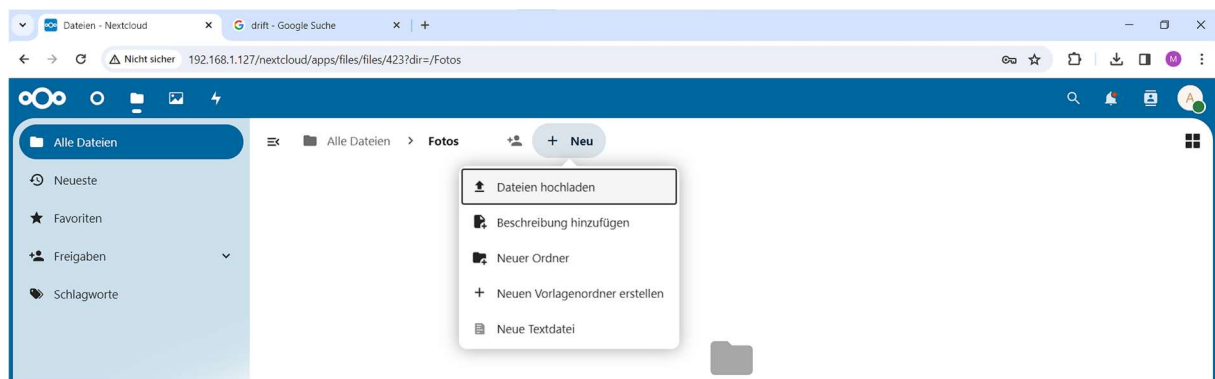 Dateien - Nextcloud
drift - Google Suche
Nicht sicher 192.168.1.127/nextcloud/apps/files/files/423?dir=/Fotos
M
A
Alle Dateien
Alle Dateien > Fotos + Neu
Neueste
Favoriten
Freigaben
Schlagworte
Dateien hochladen
Beschreibung hinzufügen
Neuer Ordner
Neuen Vorlagenordner erstellen
Neue Textdatei